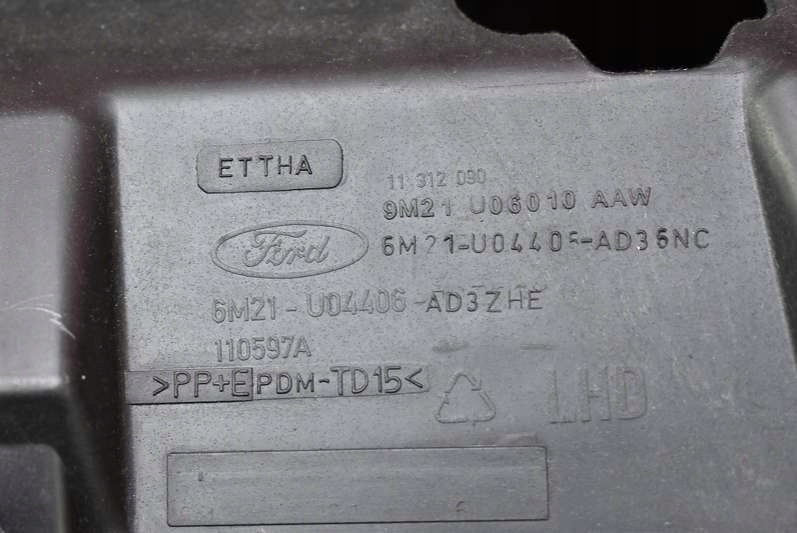 ETTHA
11 312 090
9M21 U06010 AAW
Ford
6M21-U04406-AD36NC
6M21-U04406-AD3ZHE
110597A
>PP+EPDM-TD15<
LHD